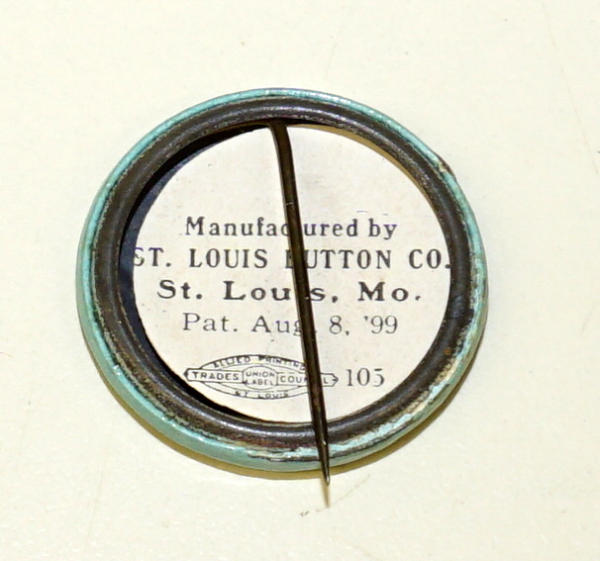 Manufactured by
ST. LOUIS BUTTON CO.
St. Louis, Mo.
Pat. Aug. 8, '99
ALLIED PRINTING
TRADES UNION LABEL COUNCIL 105
ST. LOUIS